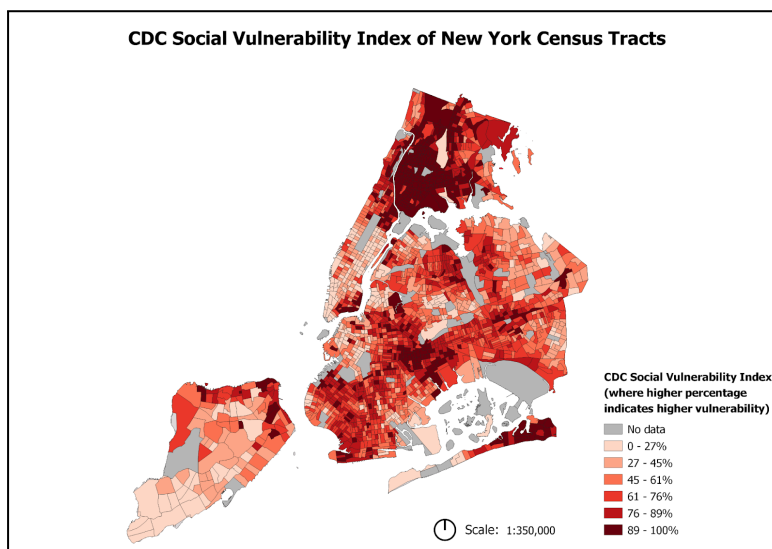 CDC Social Vulnerability Index of New York Census Tracts
CDC Social Vulnerability Index
(where higher percentage
indicates higher vulnerability)
No data
0 - 27%
27 - 45%
45 - 61%
61 - 76%
76 - 89%
89 - 100%
Scale: 1:350,000